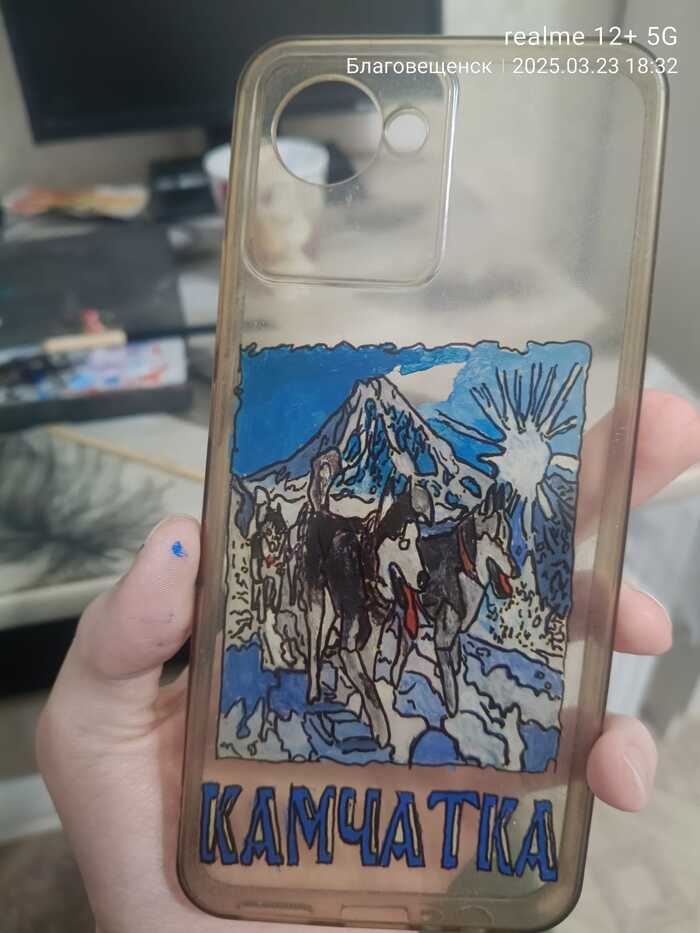 realme 12+ 5G
Благовещенск | 2025.03.23 18:32
КАМЧАТКА